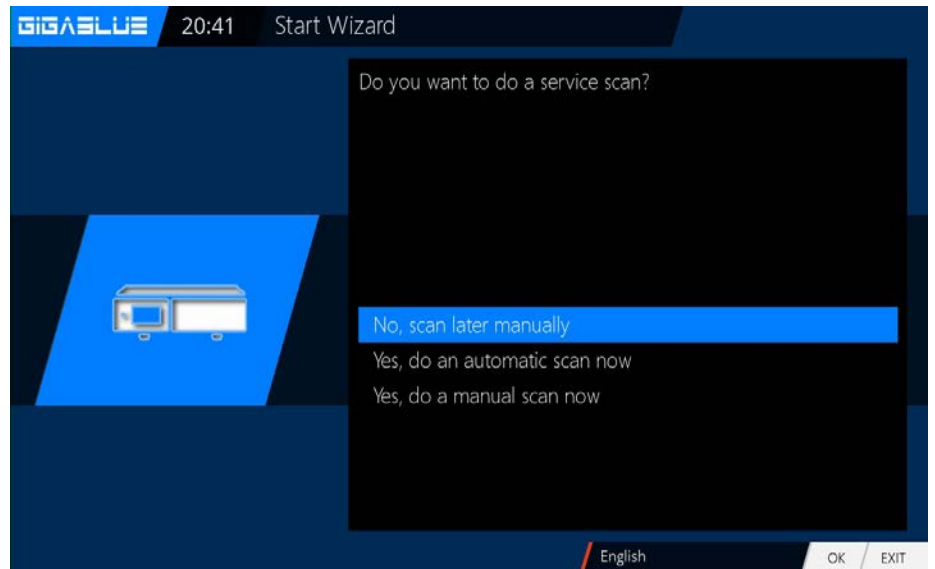 GIGABLUE 20:41 Start Wizard
Do you want to do a service scan?
No, scan later manually
Yes, do an automatic scan now
Yes, do a manual scan now
English OK EXIT